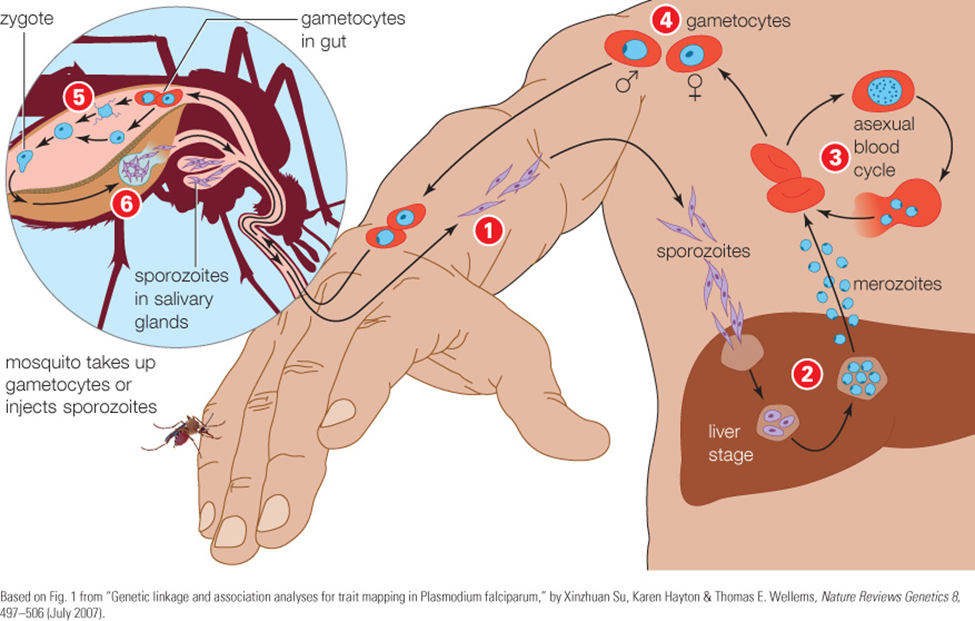 zygote
gametocytes
in gut
5
6
sporozoites
in salivary
glands
mosquito takes up
gametocytes or
injects sporozoites
1
4 gametocytes
♂ ♀
asexual
blood
cycle
3
sporozoites
merozoites
2
liver
stage
Based on Fig. 1 from “Genetic linkage and association analyses for trait mapping in Plasmodium falciparum,” by Xinzhuan Su, Karen Hayton & Thomas E. Wellems, Nature Reviews Genetics 8,
497–506 (July 2007).